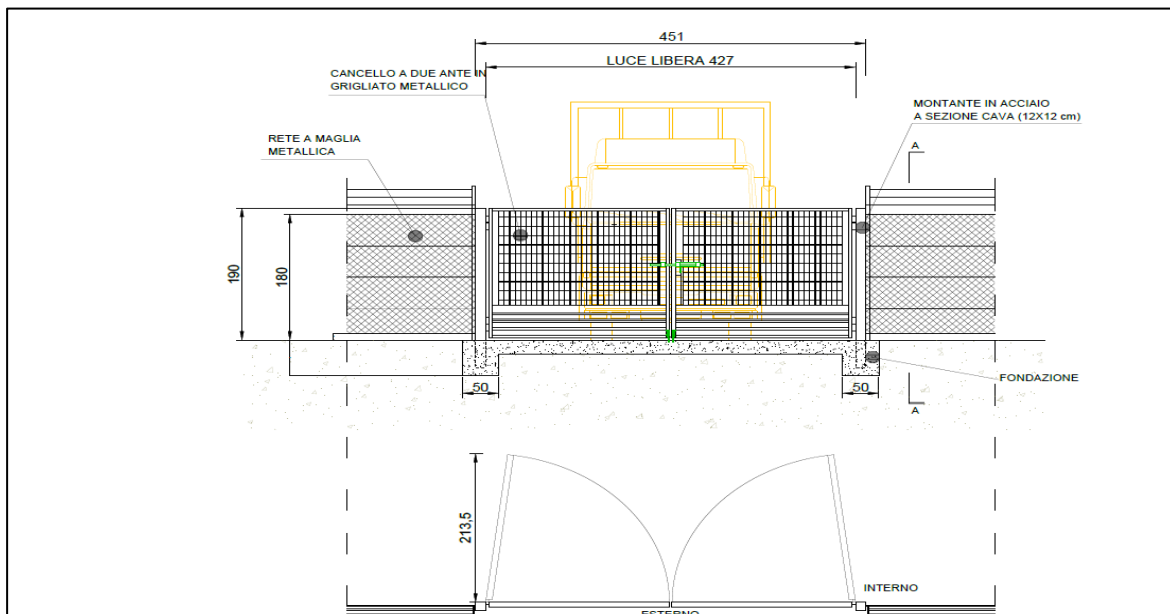 451
LUCE LIBERA 427
CANCELLO A DUE ANTE IN
GRIGLIATO METALLICO
MONTANTE IN ACCIAIO
A SEZIONE CAVA (12X12 cm)
RETE A MAGLIA
METALLICA
A
190
180
50
50
FONDAZIONE
A
213,5
INTERNO
ESTERNO